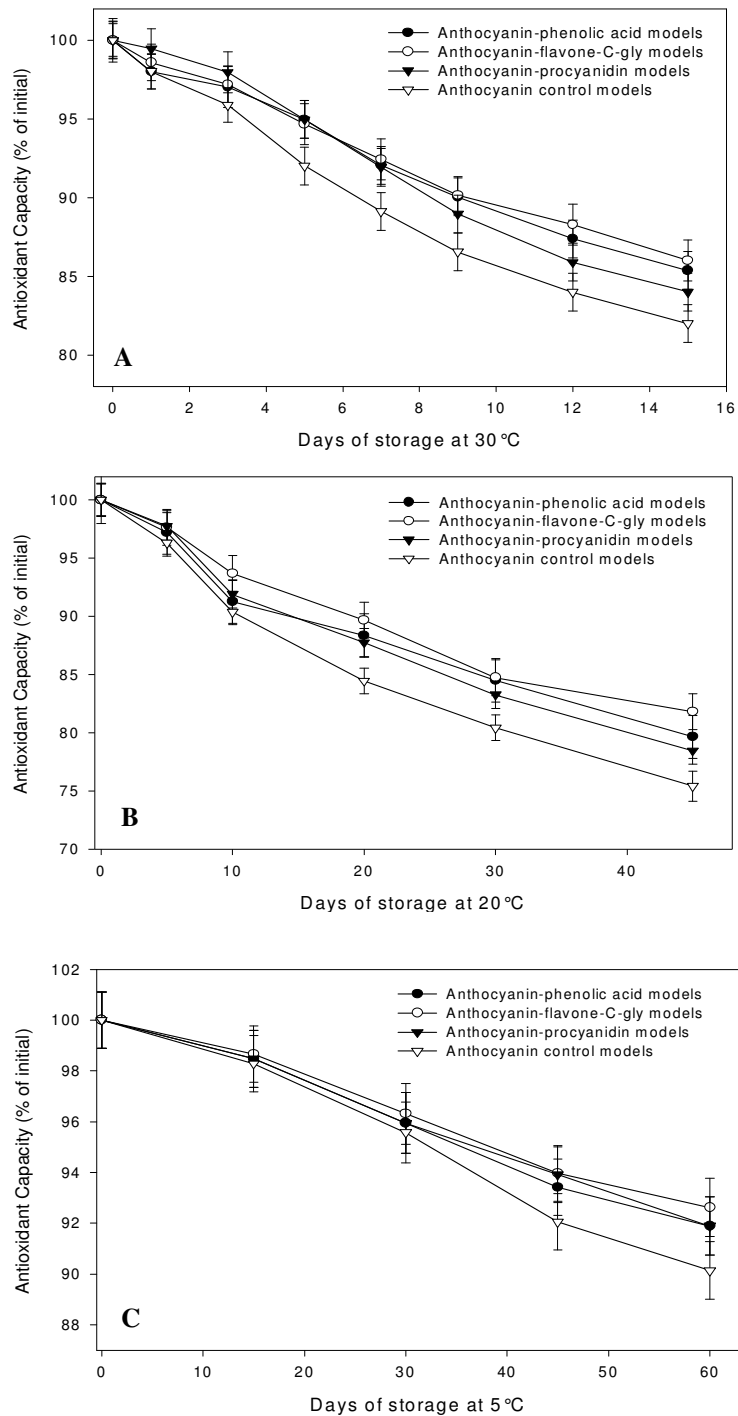 Antioxidant Capacity (% of initial)
100
95
90
85
80
Anthocyanin-phenolic acid models
Anthocyanin-flavone-C-gly models
Anthocyanin-procyanidin models
Anthocyanin control models
A
0 2 4 6 8 10 12 14 16
Days of storage at 30°C
Antioxidant Capacity (% of initial)
100
95
90
85
80
75
70
Anthocyanin-phenolic acid models
Anthocyanin-flavone-C-gly models
Anthocyanin-procyanidin models
Anthocyanin control models
B
0 10 20 30 40
Days of storage at 20°C
Antioxidant Capacity (% of initial)
102
100
98
96
94
92
90
88
Anthocyanin-phenolic acid models
Anthocyanin-flavone-C-gly models
Anthocyanin-procyanidin models
Anthocyanin control models
C
0 10 20 30 40 50 60
Days of storage at 5°C